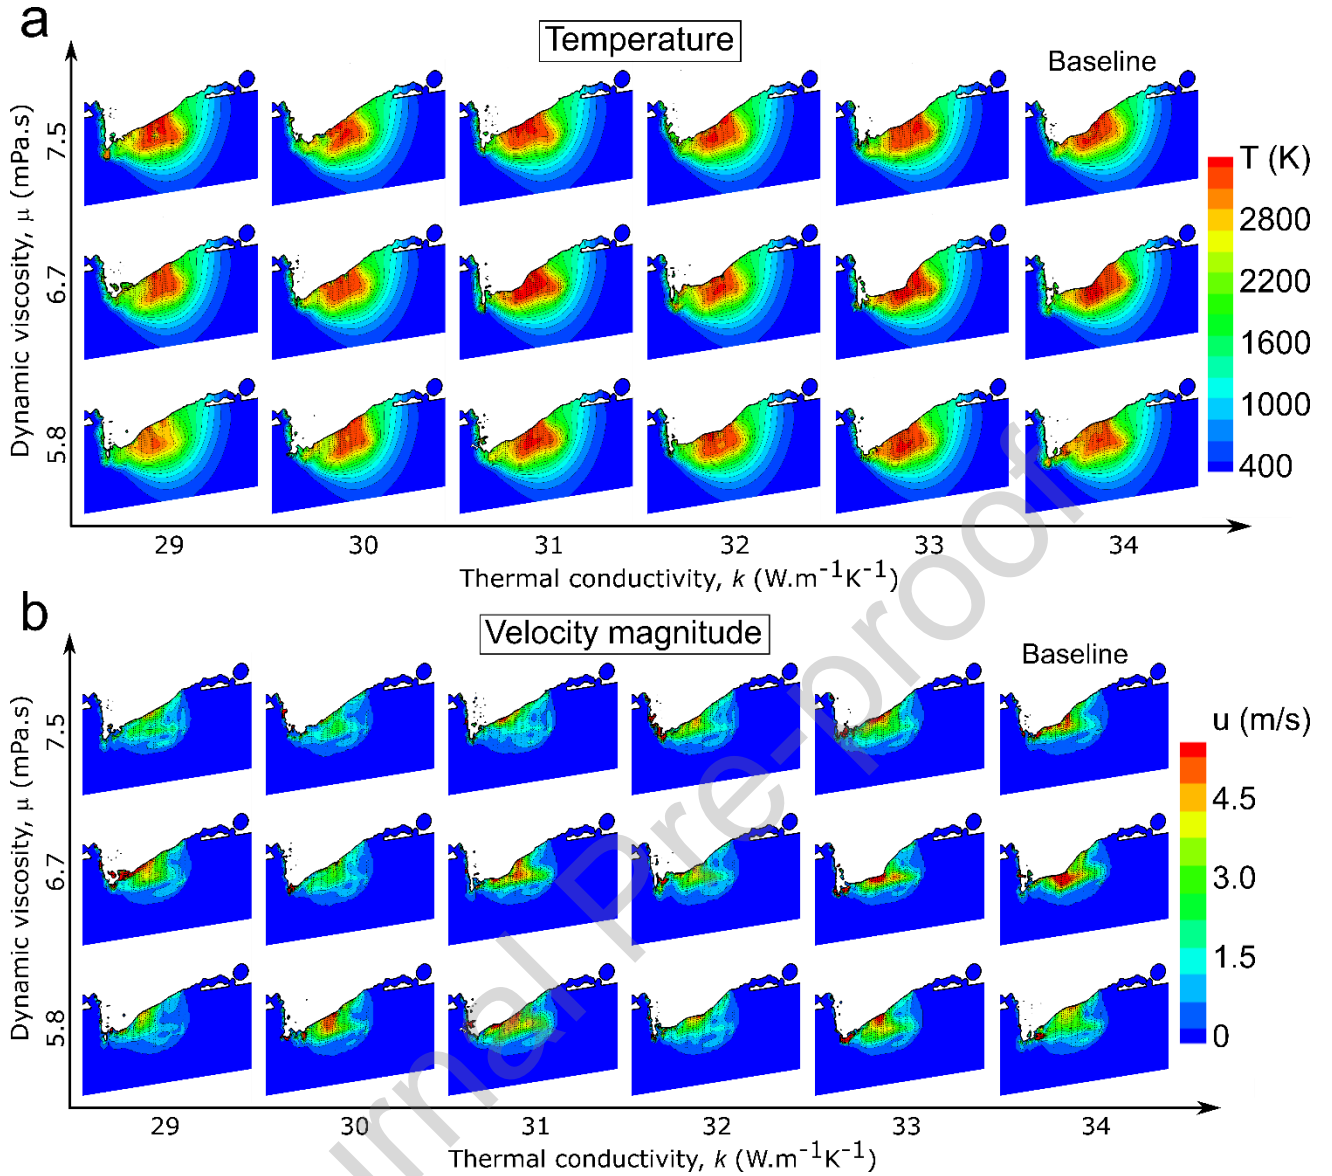 a
Temperature
Baseline
Dynamic viscosity, μ (mPa.s)
7.5
6.7
5.8
T (K)
2800
2200
1600
1000
400
29 30 31 32 33 34
Thermal conductivity, k (W.m⁻¹K⁻¹)
b
Velocity magnitude
Baseline
Dynamic viscosity, μ (mPa.s)
7.5
6.7
5.8
u (m/s)
4.5
3.0
1.5
0
29 30 31 32 33 34
Thermal conductivity, k (W.m⁻¹K⁻¹)
rnal Pre-proof